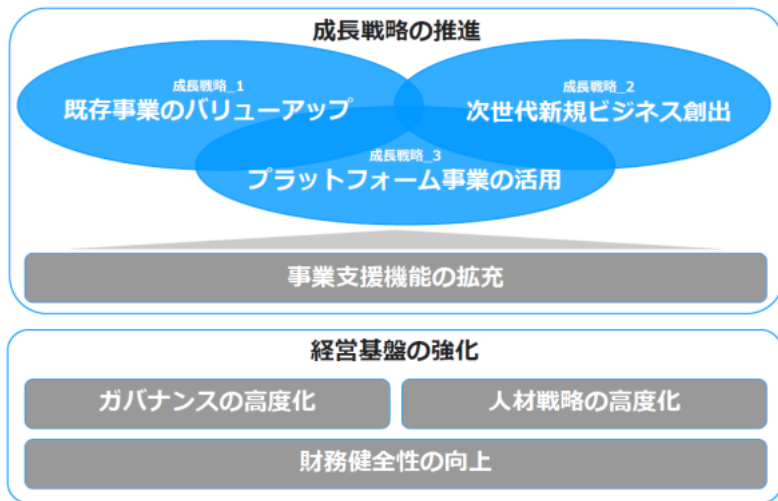 成長戦略の推進
成長戦略_1
既存事業のバリューアップ
成長戦略_2
次世代新規ビジネス創出
成長戦略_3
プラットフォーム事業の活用
事業支援機能の拡充
経営基盤の強化
ガバナンスの高度化
人材戦略の高度化
財務健全性の向上